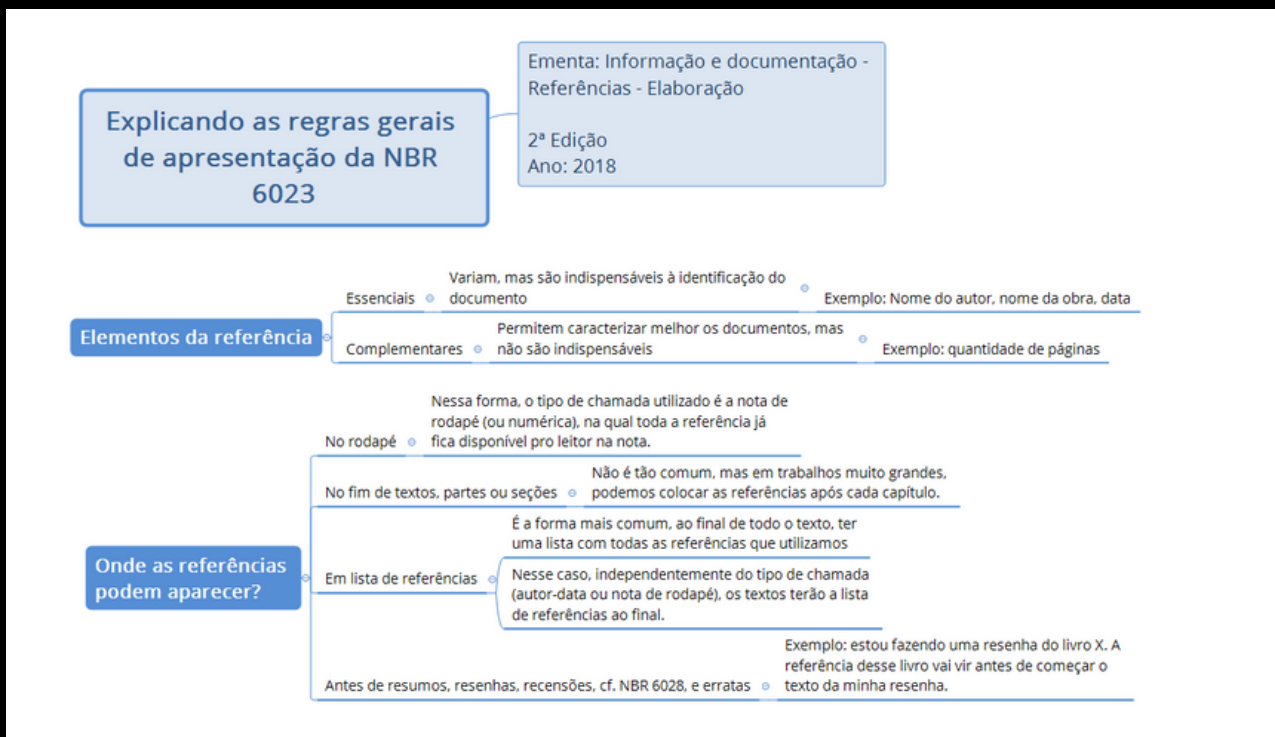 Explicando as regras gerais
de apresentação da NBR
6023
Ementa: Informação e documentação -
Referências - Elaboração
2ª Edição
Ano: 2018
Elementos da referência
Essenciais
Variam, mas são indispensáveis à identificação do
documento
Exemplo: Nome do autor, nome da obra, data
Complementares
Permitem caracterizar melhor os documentos, mas
não são indispensáveis
Exemplo: quantidade de páginas
Onde as referências
podem aparecer?
No rodapé
Nessa forma, o tipo de chamada utilizado é a nota de
rodapé (ou numérica), na qual toda a referência já
fica disponível pro leitor na nota.
No fim de textos, partes ou seções
Não é tão comum, mas em trabalhos muito grandes,
podemos colocar as referências após cada capítulo.
Em lista de referências
É a forma mais comum, ao final de todo o texto, ter
uma lista com todas as referências que utilizamos
Nesse caso, independentemente do tipo de chamada
(autor-data ou nota de rodapé), os textos terão a lista
de referências ao final.
Antes de resumos, resenhas, recensões, cf. NBR 6028, e erratas
Exemplo: estou fazendo uma resenha do livro X. A
referência desse livro vai vir antes de começar o
texto da minha resenha.